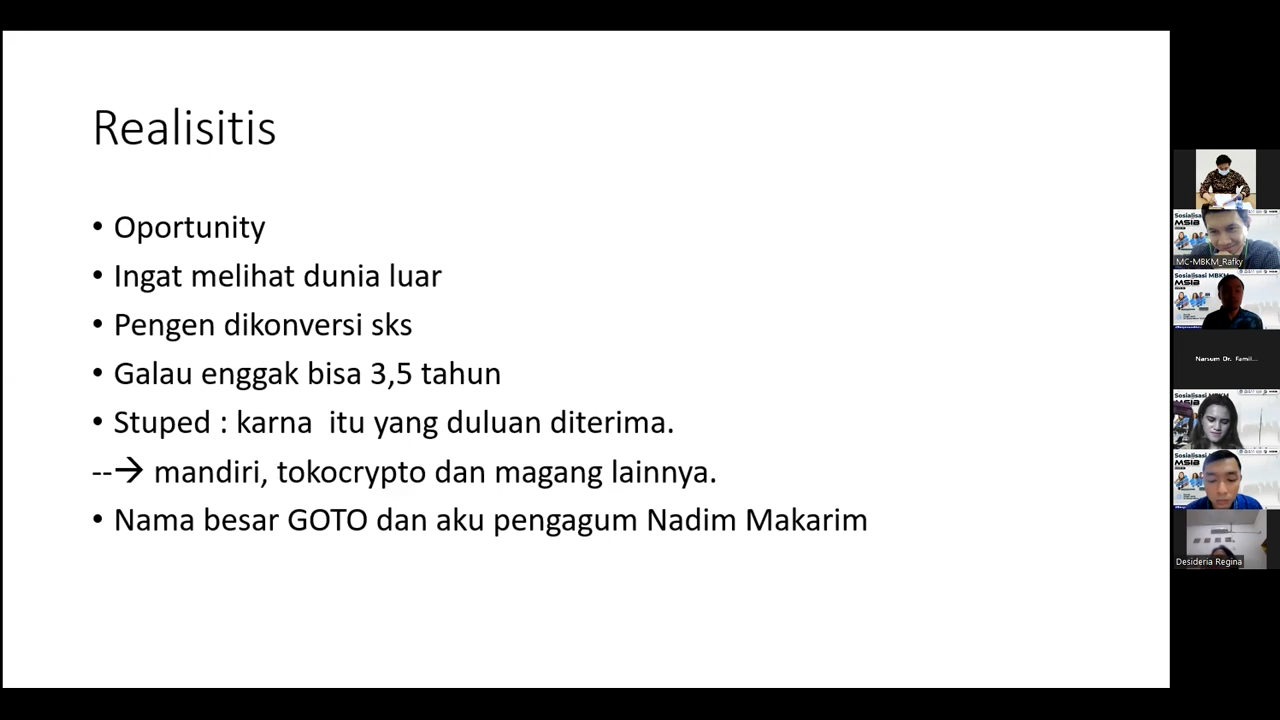 Realisitis
• Oportunity
• Ingat melihat dunia luar
• Pengen dikonversi sks
• Galau enggak bisa 3,5 tahun
• Stuped : karna  itu yang duluan diterima.
--→ mandiri, tokocrypto dan magang lainnya.
• Nama besar GOTO dan aku pengagum Nadim Makarim
Sosialisasi
MSIB
MC-MBKM_Rafky
Sosialisasi MBKM
MSIB
Narsum Dr. Famil...
Sosialisasi MBKM
MSIB
Sosialisasi MBKM
MSIB
Desideria Regina